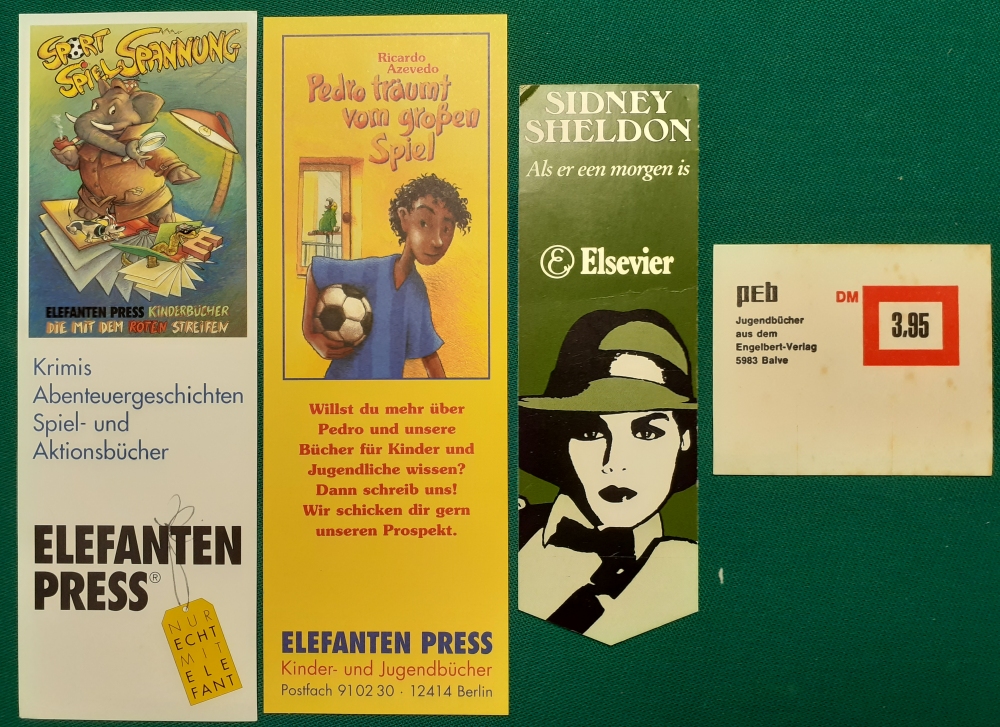 SPORT
SPIEL & SPANNUNG
E
ELEFANTEN PRESS KINDERBÜCHER
DIE MIT DEM ROTEN STREIFEN
Krimis
Abenteuergeschichten
Spiel- und
Aktionsbücher
ELEFANTEN
PRESS®
NUR
ECHT
MIT
ELE
FANT
Ricardo
Azevedo
Pedro träumt
vom großen
Spiel
Willst du mehr über
Pedro und unsere
Bücher für Kinder und
Jugendliche wissen?
Dann schreib uns!
Wir schicken dir gern
unseren Prospekt.
ELEFANTEN PRESS
Kinder- und Jugendbücher
Postfach 91 02 30 · 12414 Berlin
SIDNEY
SHELDON
Als er een morgen is
E Elsevier
peb
Jugendbücher
aus dem
Engelbert-Verlag
5983 Balve
DM
3.95